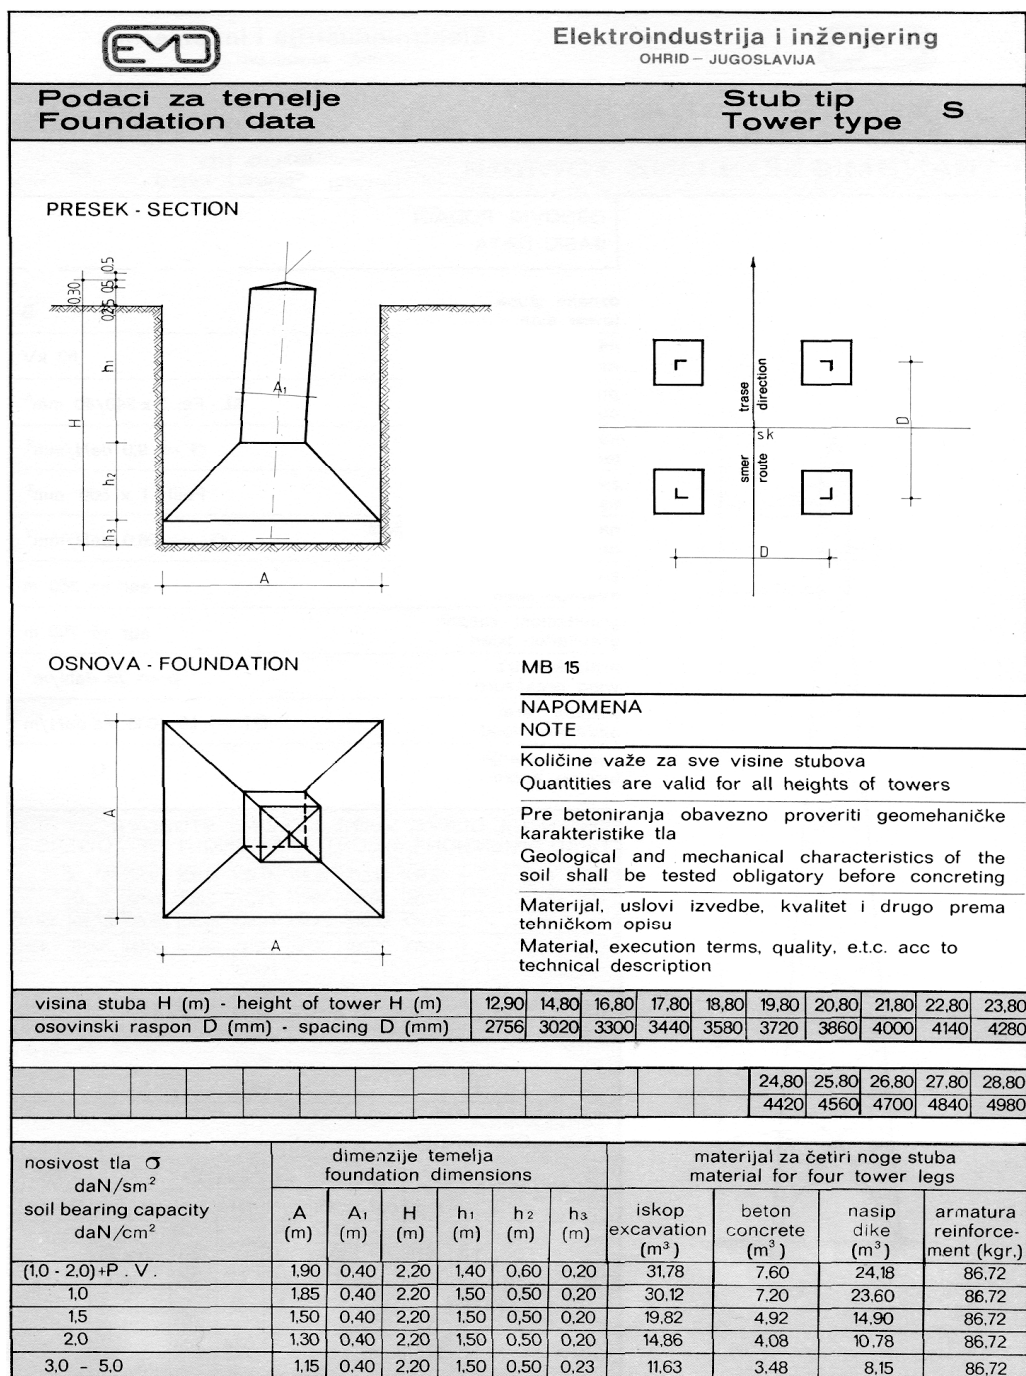 EMO
Elektroindustrija i inženjering
OHRID – JUGOSLAVIJA
Podaci za temelje
Foundation data
Stub tip
Tower type
S
PRESEK - SECTION
0,30
0.5
h1
H
h2
h3
A1
A
trase
direction
sk
smer
route
D
D
OSNOVA - FOUNDATION
A
A
MB 15
NAPOMENA
NOTE
Količine važe za sve visine stubova
Quantities are valid for all heights of towers
Pre betoniranja obavezno proveriti geomehaničke
karakteristike tla
Geological and mechanical characteristics of the
soil shall be tested obligatory before concreting
Materijal, uslovi izvedbe, kvalitet i drugo prema
tehničkom opisu
Material, execution terms, quality, e.t.c. acc to
technical description
visina stuba H (m) - height of tower H (m) 12,90 14,80 16,80 17,80 18,80 19,80 20,80 21,80 22,80 23,80
osovinski raspon D (mm) - spacing D (mm) 2756 3020 3300 3440 3580 3720 3860 4000 4140 4280
24,80 25,80 26,80 27,80 28,80
4420 4560 4700 4840 4980
nosivost tla σ
daN/sm²
soil bearing capacity
daN/cm²
dimenzije temelja
foundation dimensions
materijal za četiri noge stuba
material for four tower legs
A (m) A1 (m) H (m) h1 (m) h2 (m) h3 (m)
iskop excavation (m³) beton concrete (m³) nasip dike (m³) armatura reinforce-ment (kgr.)
(1,0 - 2,0)+P . V . 1,90 0,40 2,20 1,40 0,60 0,20 31,78 7,60 24,18 86,72
1,0 1,85 0,40 2,20 1,50 0,50 0,20 30,12 7,20 23,60 86,72
1,5 1,50 0,40 2,20 1,50 0,50 0,20 19,82 4,92 14,90 86,72
2,0 1,30 0,40 2,20 1,50 0,50 0,20 14,86 4,08 10,78 86,72
3,0 - 5,0 1,15 0,40 2,20 1,50 0,50 0,23 11,63 3,48 8,15 86,72